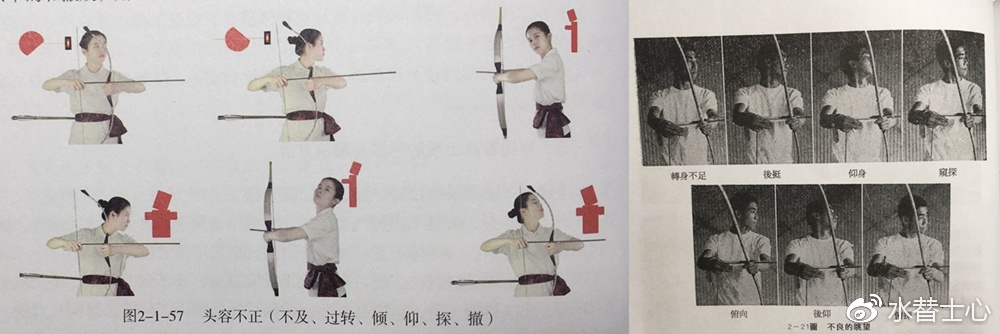 图2-1-57 头容不正(不及、过转、倾、仰、探、撤)
轉身不足 後挺 仰身 窺探
俯向 後仰
2-21圖 不良的眺望
水替士心